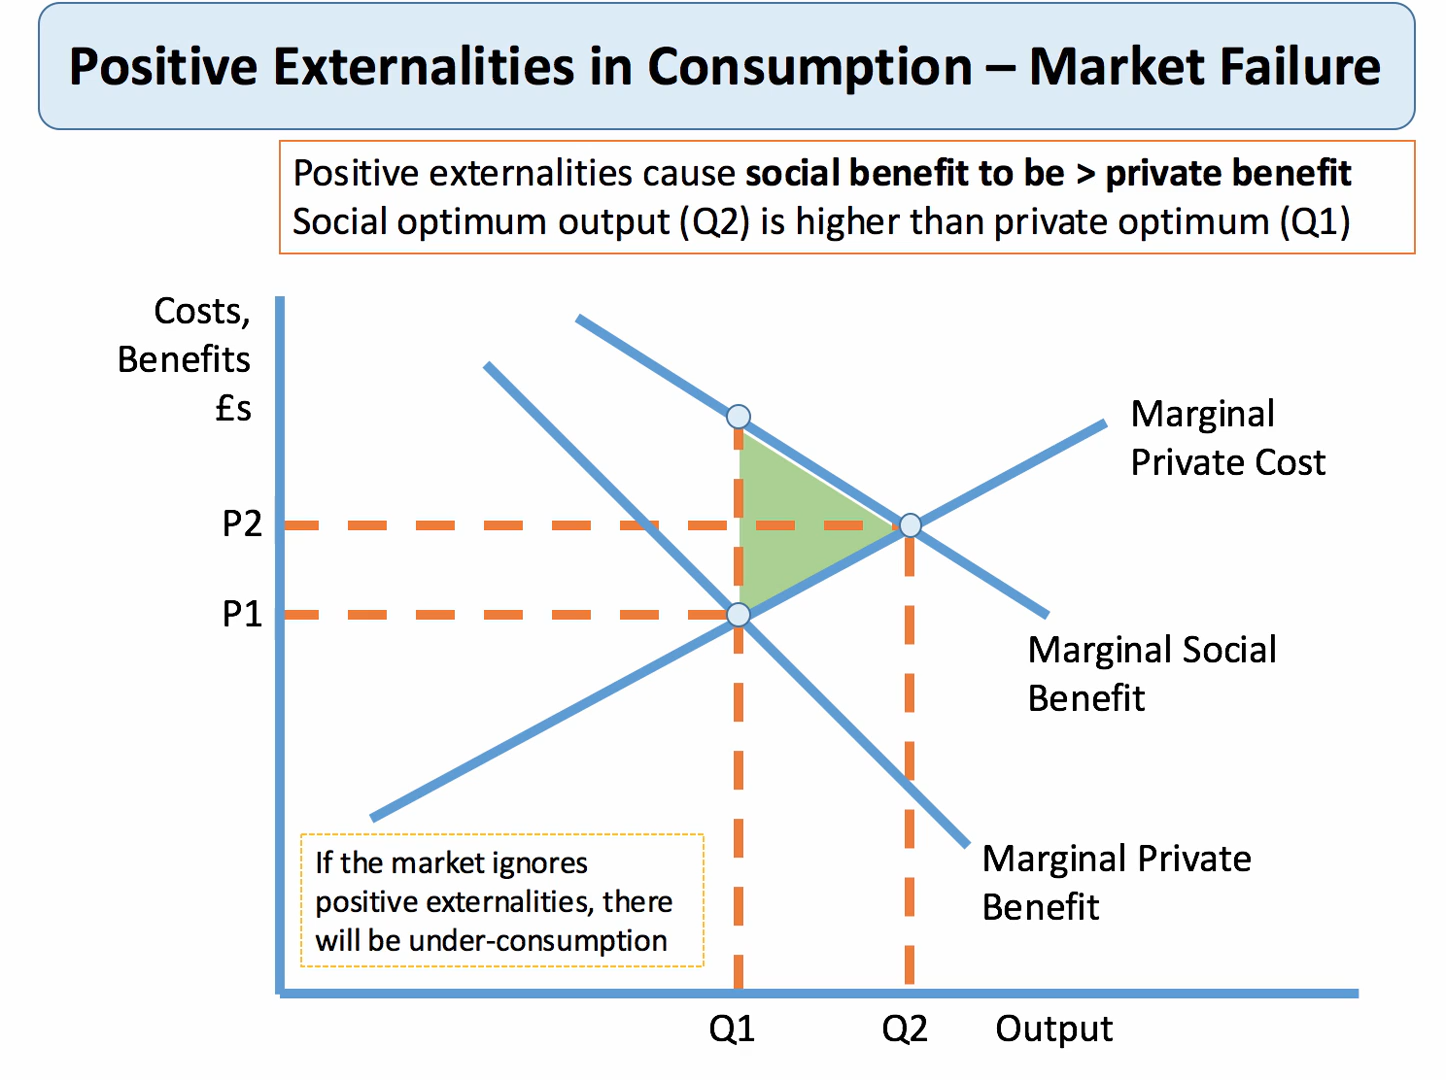 Positive Externalities in Consumption – Market Failure
Positive externalities cause social benefit to be > private benefit
Social optimum output (Q2) is higher than private optimum (Q1)
Costs,
Benefits
£s
Marginal
Private Cost
P2
P1
Marginal Social
Benefit
If the market ignores
positive externalities, there
will be under-consumption
Marginal Private
Benefit
Q1
Q2
Output